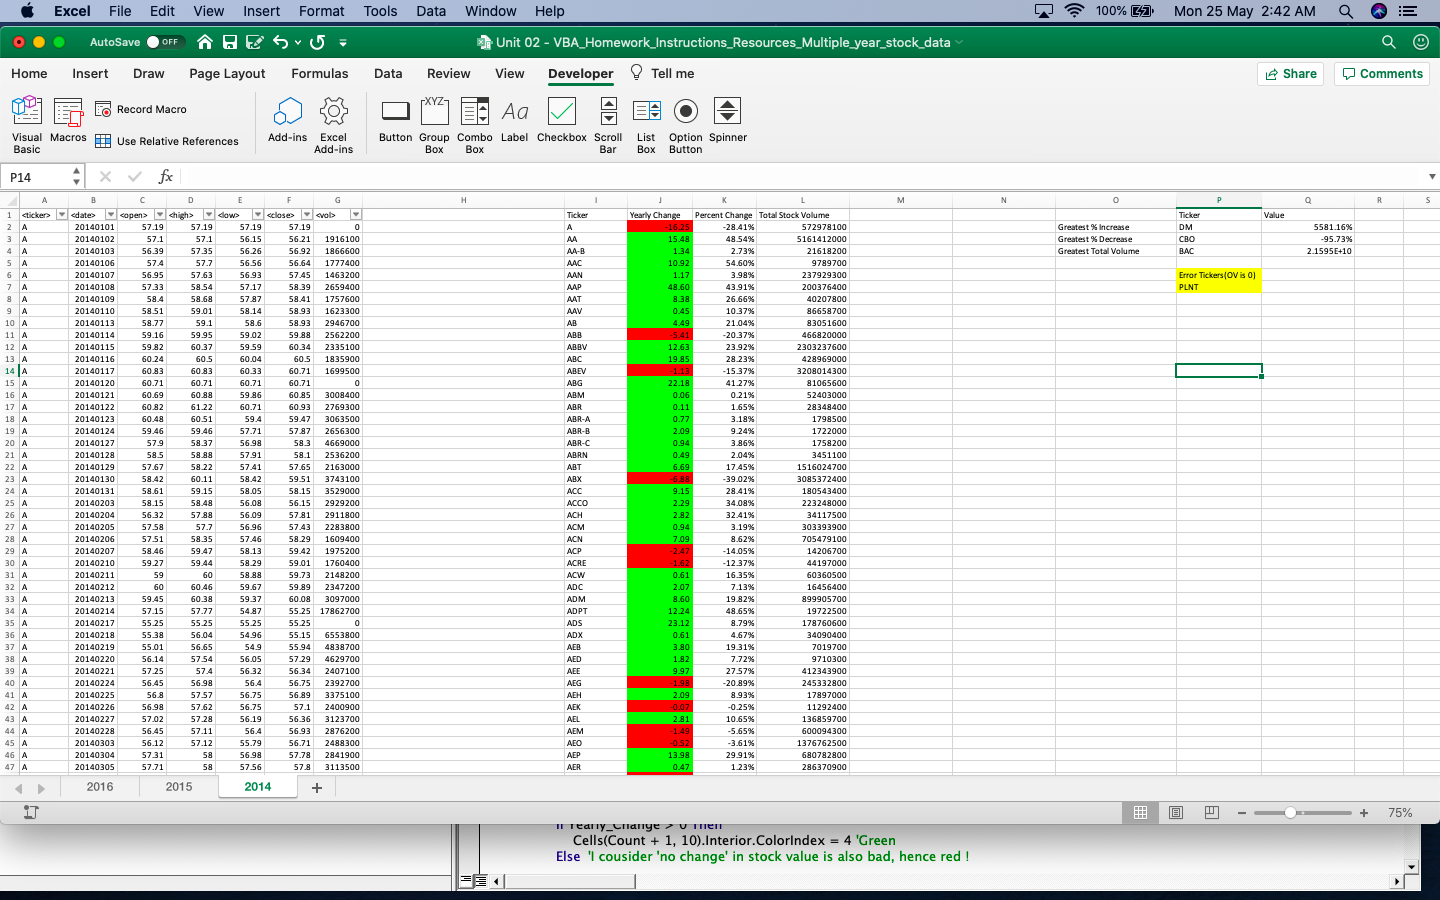 Excel File Edit View Insert Format Tools Data Window Help 100% Mon 25 May 2:42 AM
AutoSave OFF Unit 02 - VBA_Homework_Instructions_Resources_Multiple_year_stock_data
Home Insert Draw Page Layout Formulas Data Review View Developer Tell me Share Comments
Visual Basic Macros Record Macro Use Relative References Add-ins Excel Add-ins Button Group Box Combo Box Label Checkbox Scroll Bar List Box Option Button Spinner
P14 fx
A B C D E F G H I J K L M N O P Q R S
1 <ticker> <date> <open> <high> <low> <close> <vol> Ticker Yearly Change Percent Change Total Stock Volume Ticker Value
2 A 20140101 57.19 57.19 57.19 57.19 0 A -16.25 -28.41% 572978100 Greatest % Increase DM 5581.16%
3 A 20140102 57.1 57.1 56.15 56.21 1916100 AA 15.48 48.54% 5161412000 Greatest % Decrease CBO -95.73%
4 A 20140103 56.39 57.35 56.26 56.92 1866600 AA-B 1.34 2.73% 21618200 Greatest Total Volume BAC 2.1595E+10
5 A 20140106 57.4 57.7 56.56 56.64 1777400 AAC 10.92 54.60% 9789700
6 A 20140107 56.95 57.63 56.93 57.45 1463200 AAN 1.17 3.98% 237929300 Error Tickers(OV is 0)
7 A 20140108 57.33 58.54 57.17 58.39 2659400 AAP 48.60 43.91% 200376400 PLNT
8 A 20140109 58.4 58.68 57.87 58.41 1757600 AAT 8.38 26.66% 40207800
9 A 20140110 58.51 59.01 58.14 58.93 1623300 AAV 0.45 10.37% 86658700
10 A 20140113 58.77 59.1 58.6 58.93 2946700 AB 4.49 21.04% 83051600
11 A 20140114 59.16 59.95 59.02 59.88 2562200 ABB -5.41 -20.37% 466820000
12 A 20140115 59.82 60.37 59.59 60.34 2335100 ABBV 12.63 23.92% 2303237600
13 A 20140116 60.24 60.5 60.04 60.5 1835900 ABC 19.85 28.23% 428969000
14 A 20140117 60.83 60.83 60.33 60.71 1699500 ABEV -1.13 -15.37% 3208014300
15 A 20140120 60.71 60.71 60.71 60.71 0 ABG 22.18 41.27% 81065600
16 A 20140121 60.69 60.88 59.86 60.85 3008400 ABM 0.06 0.21% 52403000
17 A 20140122 60.82 61.22 60.71 60.93 2769300 ABR 0.11 1.65% 28348400
18 A 20140123 60.48 60.51 59.4 59.47 3063500 ABR-A 0.77 3.18% 1798500
19 A 20140124 59.46 59.46 57.71 57.87 2656300 ABR-B 2.09 9.24% 1722000
20 A 20140127 57.9 58.37 56.98 58.3 4669000 ABR-C 0.94 3.86% 1758200
21 A 20140128 58.5 58.88 57.91 58.1 2536200 ABRN 0.49 2.04% 3451100
22 A 20140129 57.67 58.22 57.41 57.65 2163000 ABT 6.69 17.45% 1516024700
23 A 20140130 58.42 60.11 58.42 59.51 3743100 ABX -6.88 -39.02% 3085372400
24 A 20140131 58.61 59.15 58.05 58.15 3529000 ACC 9.15 28.41% 180543400
25 A 20140203 58.15 58.48 56.08 56.15 2929200 ACCO 2.29 34.08% 223248000
26 A 20140204 56.32 57.88 56.09 57.81 2911800 ACH 2.82 32.41% 34117500
27 A 20140205 57.58 57.7 56.96 57.43 2283800 ACM 0.94 3.19% 303393900
28 A 20140206 57.51 58.35 57.46 58.29 1609400 ACN 7.09 8.62% 705479100
29 A 20140207 58.46 59.47 58.13 59.42 1975200 ACP -2.47 -14.05% 14206700
30 A 20140210 59.27 59.44 58.29 59.01 1760400 ACRE -1.62 -12.37% 44197000
31 A 20140211 59 60 58.88 59.73 2148200 ACW 0.61 16.35% 60360500
32 A 20140212 60 60.46 59.67 59.89 2347200 ADC 2.07 7.13% 16456400
33 A 20140213 59.45 60.38 59.37 60.08 3097000 ADM 8.60 19.82% 899905700
34 A 20140214 57.15 57.77 54.87 55.25 17862700 ADPT 12.24 48.65% 19722500
35 A 20140217 55.25 55.25 55.25 55.25 0 ADS 23.12 8.79% 178760600
36 A 20140218 55.38 56.04 54.96 55.15 6553800 ADX 0.61 4.67% 34090400
37 A 20140219 55.01 56.65 54.9 55.94 4838700 AEB 3.80 19.31% 7019700
38 A 20140220 56.14 57.54 56.05 57.29 4629700 AED 1.82 7.72% 9710300
39 A 20140221 57.25 57.4 56.32 56.34 2407100 AEE 9.97 27.57% 412343900
40 A 20140224 56.45 56.98 56.4 56.75 2392700 AEG -1.98 -20.89% 245332800
41 A 20140225 56.8 57.57 56.75 56.89 3375100 AEH 2.09 8.93% 17897000
42 A 20140226 56.98 57.62 56.75 57.1 2400900 AEK -0.07 -0.25% 11292400
43 A 20140227 57.02 57.28 56.19 56.36 3123700 AEL 2.81 10.65% 136859700
44 A 20140228 56.45 57.11 56.4 56.93 2876200 AEM -1.49 -5.65% 600094300
45 A 20140303 56.12 57.12 55.79 56.71 2488300 AEO -0.52 -3.61% 1376762500
46 A 20140304 57.31 58 56.98 57.78 2841900 AEP 13.98 29.91% 680782800
47 A 20140305 57.71 58 57.56 57.8 3113500 AER 0.47 1.23% 286370900
2016 2015 2014 +
75%
If Yearly_Change > 0 Then
Cells(Count + 1, 10).Interior.ColorIndex = 4 'Green
Else 'I cousider 'no change' in stock value is also bad, hence red !